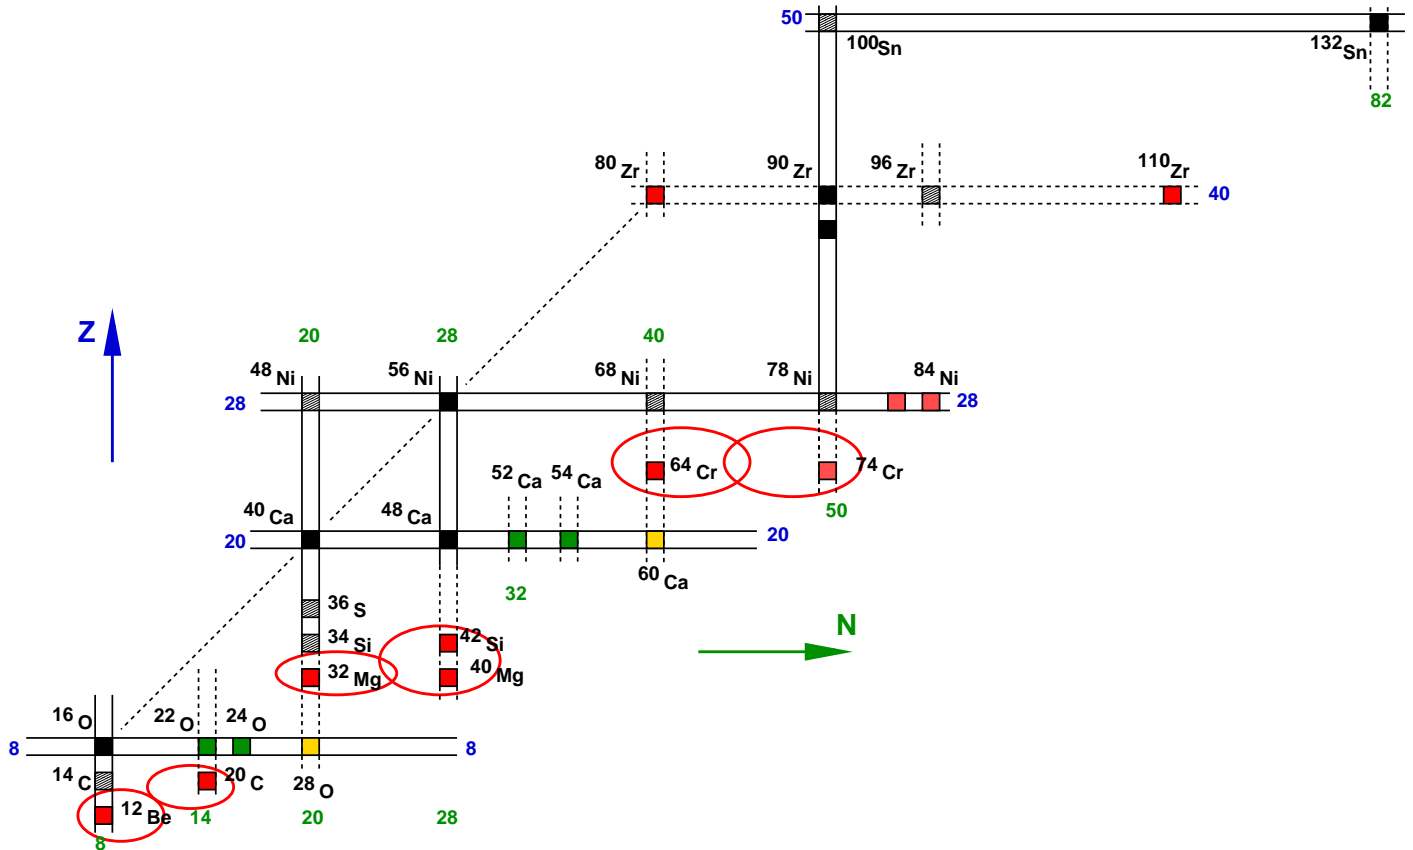 50
100Sn
132Sn
82
80Zr
90Zr
96Zr
110Zr
40
Z
20
28
40
48Ni
56Ni
68Ni
78Ni
84Ni
28
28
64Cr
74Cr
52Ca
54Ca
50
40Ca
48Ca
20
20
60Ca
32
36S
N
34Si
42Si
32Mg
40Mg
16O
22O
24O
8
8
14C
20C
28O
12Be
14
20
28
8